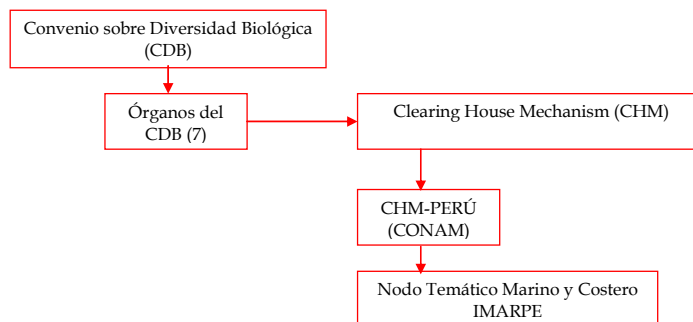 Convenio sobre Diversidad Biológica
(CDB)
Órganos del
CDB (7)
Clearing House Mechanism (CHM)
CHM-PERÚ
(CONAM)
Nodo Temático Marino y Costero
IMARPE